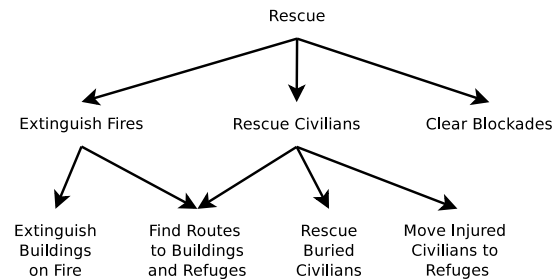 Rescue
Extinguish Fires
Rescue Civilians
Clear Blockades
Extinguish
Buildings
on Fire
Find Routes
to Buildings
and Refuges
Rescue
Buried
Civilians
Move Injured
Civilians to
Refuges